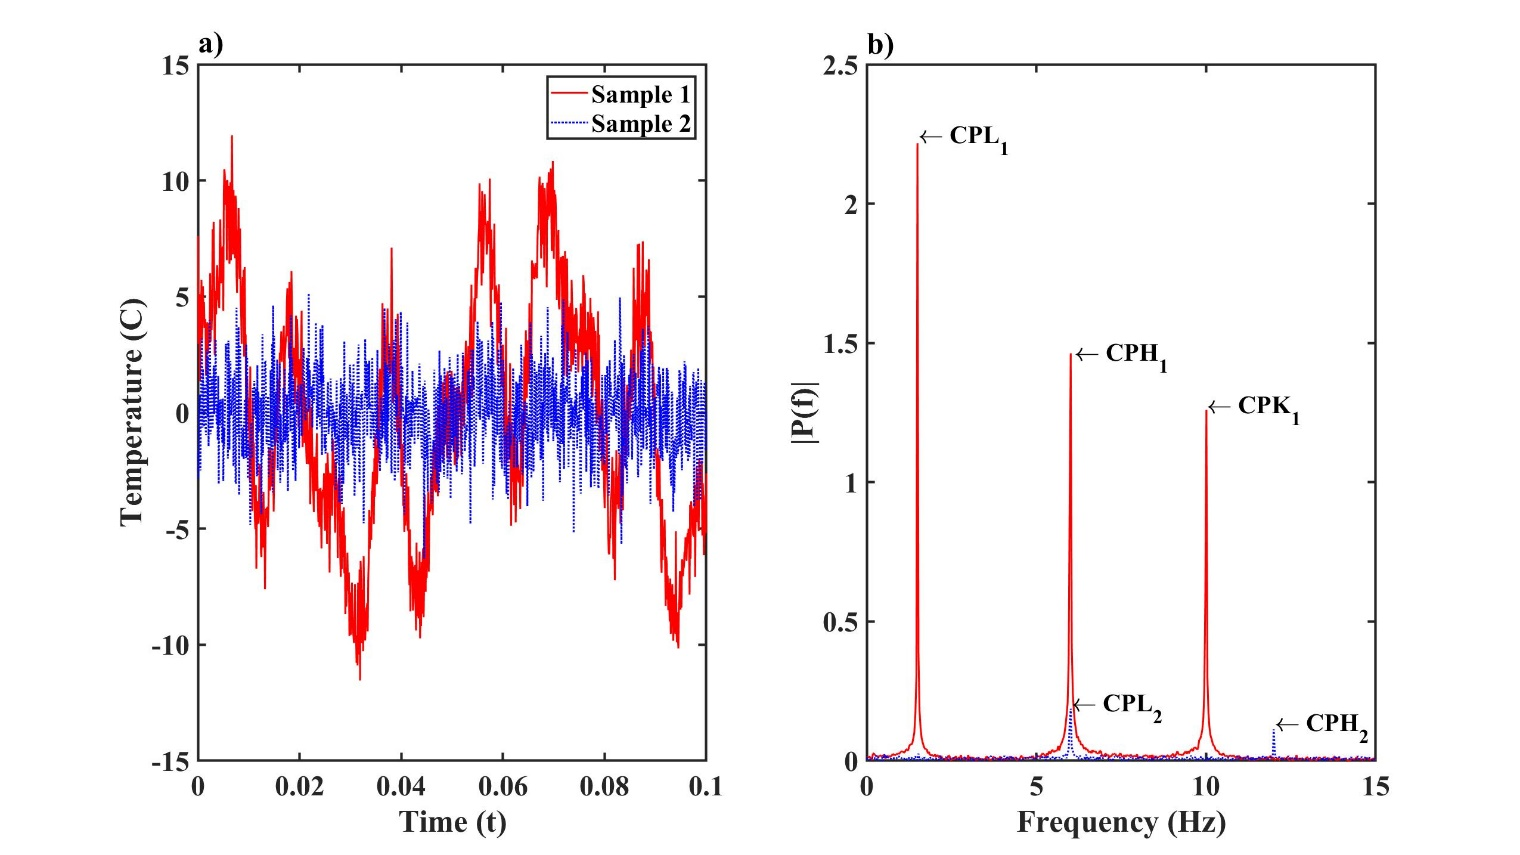 a)
15
10
5
0
-5
-10
-15
Temperature (C)
Sample 1
Sample 2
0
0.02
0.04
0.06
0.08
0.1
Time (t)
b)
2.5
2
1.5
1
0.5
0
|P(f)|
← CPL₁
← CPH₁
← CPK₁
← CPL₂
← CPH₂
0
5
10
15
Frequency (Hz)